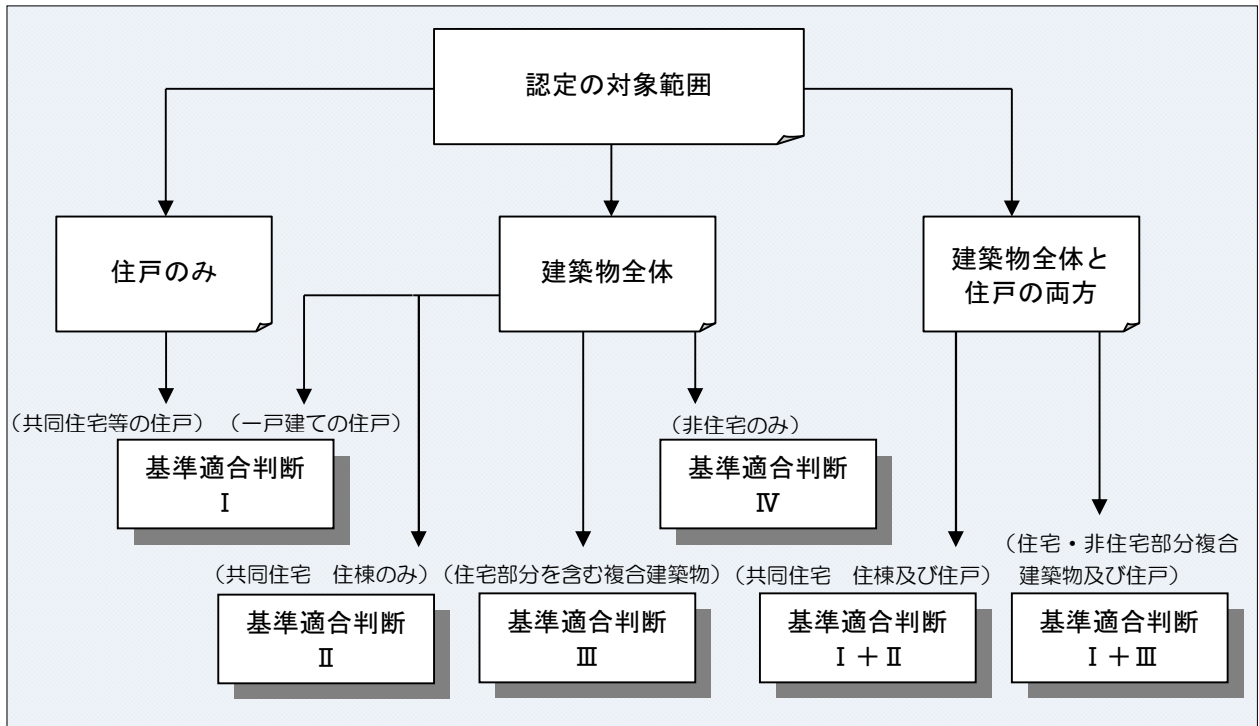 認定の対象範囲
住戸のみ
建築物全体
建築物全体と
住戸の両方
（共同住宅等の住戸）
（一戸建ての住戸）
（非住宅のみ）
基準適合判断
Ⅰ
基準適合判断
Ⅳ
（共同住宅　住棟のみ）
（住宅部分を含む複合建築物）
（共同住宅　住棟及び住戸）
（住宅・非住宅部分複合
建築物及び住戸）
基準適合判断
Ⅱ
基準適合判断
Ⅲ
基準適合判断
Ⅰ＋Ⅱ
基準適合判断
Ⅰ＋Ⅲ